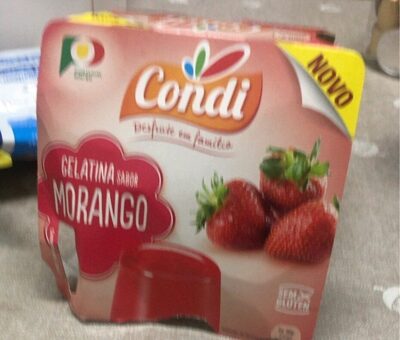 NOVO
Condi
Desfrute em família
GELATINA SABOR
MORANGO
SEM
GLÚTEN